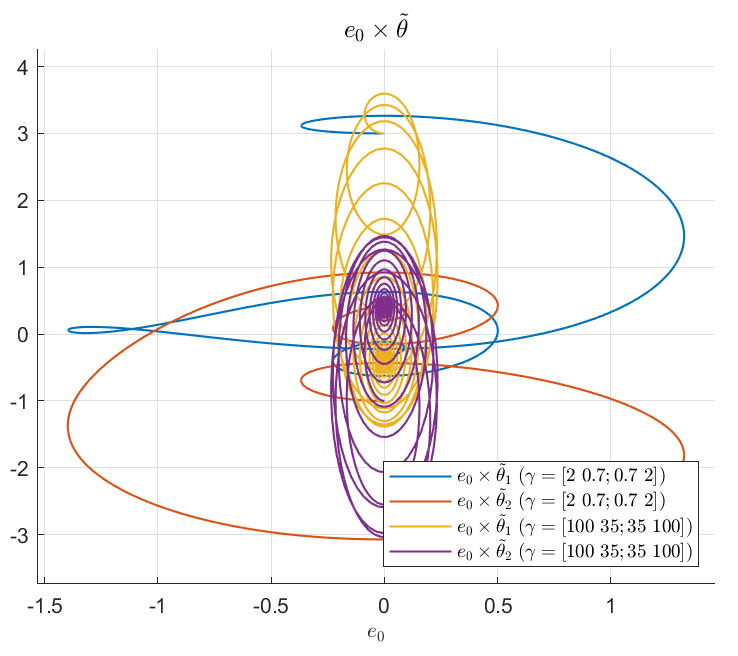 e₀ × θ̃
4
3
2
1
0
-1
-2
-3
-1.5 -1 -0.5 0 0.5 1
e₀
e₀ × θ̃₁ (γ = [2 0.7; 0.7 2])
e₀ × θ̃₂ (γ = [2 0.7; 0.7 2])
e₀ × θ̃₁ (γ = [100 35; 35 100])
e₀ × θ̃₂ (γ = [100 35; 35 100])